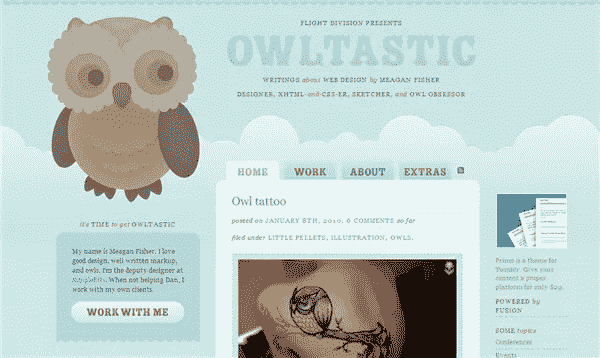 FLIGHT DIVISION PRESENTS
OWLTASTIC
WRITINGS about WEB DESIGN by MEAGAN FISHER
DESIGNER, XHTML-and-CSS-ER, SKETCHER, and OWL OBSESSOR
HOME WORK ABOUT EXTRAS
Owl tattoo
posted on JANUARY 8TH, 2010. 6 COMMENTS so far
filed under LITTLE PELLETS, ILLUSTRATION, OWLS.
it's TIME to get OWLTASTIC
My name is Meagan Fisher. I love
good design, well written markup,
and owls. I'm the deputy designer at
When not helping Dan, I
work with my own clients.
WORK WITH ME
is a theme for
Tumblr. Give your
content a proper
platform for only $49.
POWERED by
FUSION
SOME topics
Conferences
Events